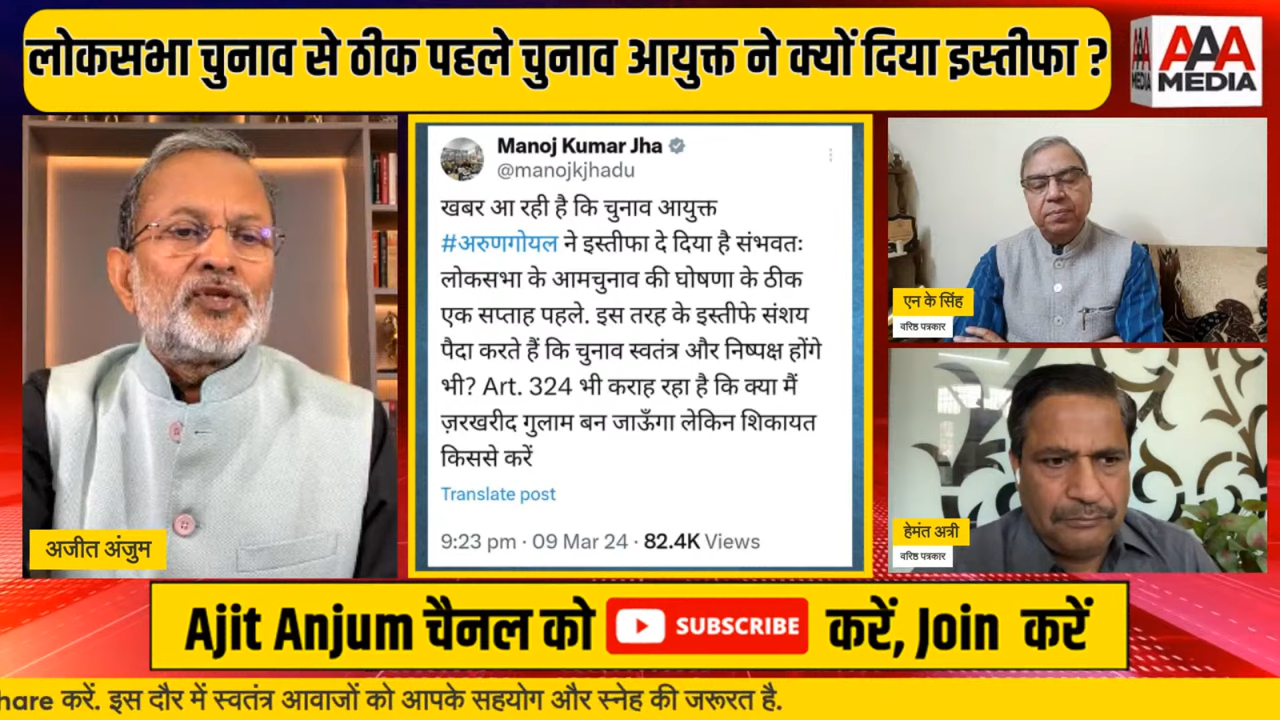 लोकसभा चुनाव से ठीक पहले चुनाव आयुक्त ने क्यों दिया इस्तीफा ?
AAA
MEDIA
MEDIA
Manoj Kumar Jha
@manojkjhadu
खबर आ रही है कि चुनाव आयुक्त
#अरुणगोयल ने इस्तीफा दे दिया है संभवतः
लोकसभा के आमचुनाव की घोषणा के ठीक
एक सप्ताह पहले. इस तरह के इस्तीफे संशय
पैदा करते हैं कि चुनाव स्वतंत्र और निष्पक्ष होंगे
भी? Art. 324 भी कराह रहा है कि क्या मैं
ज़रखरीद गुलाम बन जाऊँगा लेकिन शिकायत
किससे करें
Translate post
9:23 pm · 09 Mar 24 · 82.4K Views
अजीत अंजुम
एन के सिंह
वरिष्ठ पत्रकार
हेमंत अत्री
वरिष्ठ पत्रकार
Ajit Anjum चैनल को SUBSCRIBE करें, Join करें
hare करें. इस दौर में स्वतंत्र आवाजों को आपके सहयोग और स्नेह की जरूरत है.